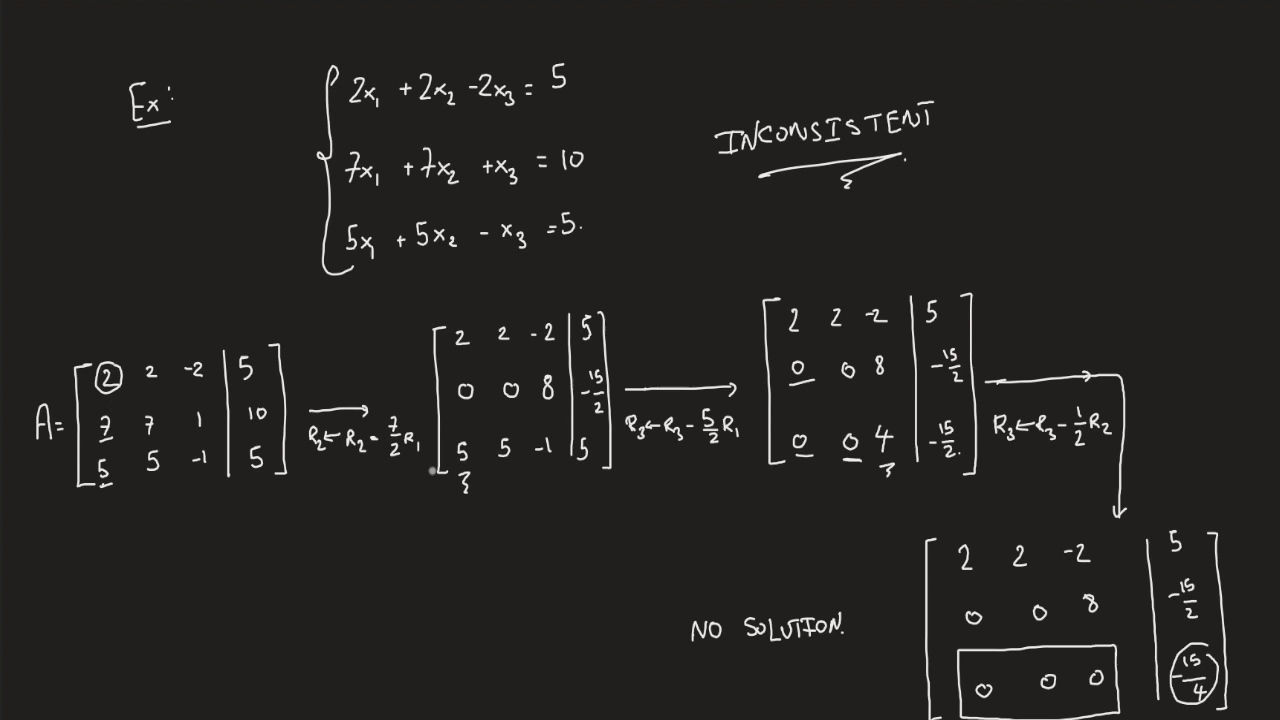 Ex:
2x₁ + 2x₂ - 2x₃ = 5
INCONSISTENT
7x₁ + 7x₂ + x₃ = 10
5x₁ + 5x₂ - x₃ = 5.
A = [ 2 2 -2 | 5 ]
[ 7 7 1 | 10 ]
[ 5 5 -1 | 5 ]
R₂ ← R₂ - 7/2 R₁
[ 2 2 -2 | 5 ]
[ 0 0 8 | -15/2 ]
[ 5 5 -1 | 5 ]
R₃ ← R₃ - 5/2 R₁
[ 2 2 -2 | 5 ]
[ 0 0 8 | -15/2 ]
[ 0 0 4 | -15/2 ]
R₃ ← R₃ - 1/2 R₂
[ 2 2 -2 | 5 ]
[ 0 0 8 | -15/2 ]
[ 0 0 0 | -15/4 ]
NO SOLUTION.